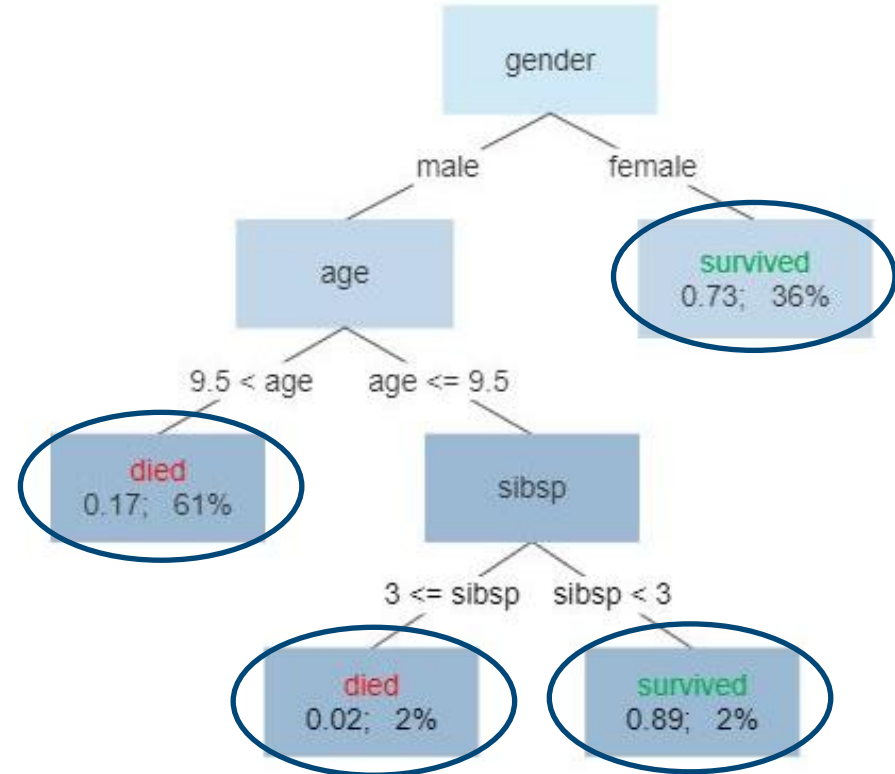 gender
male female
age
survived
0.73; 36%
9.5 < age age <= 9.5
died
0.17; 61%
sibsp
3 <= sibsp sibsp < 3
died
0.02; 2%
survived
0.89; 2%